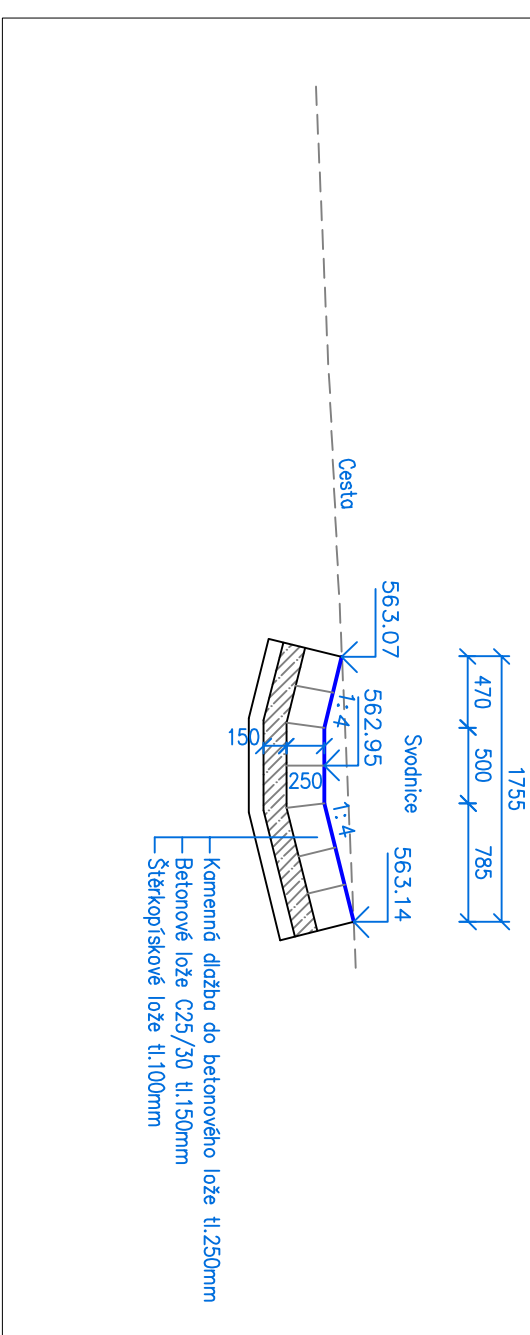 1755
470
500
785
Svodnice
563.07
562.95
563.14
Cesta
1:4
1:4
150
250
Kamenná dlažba do betonového lože tl.250mm
Betonové lože C25/30 tl.150mm
Štěrkopískové lože tl.100mm